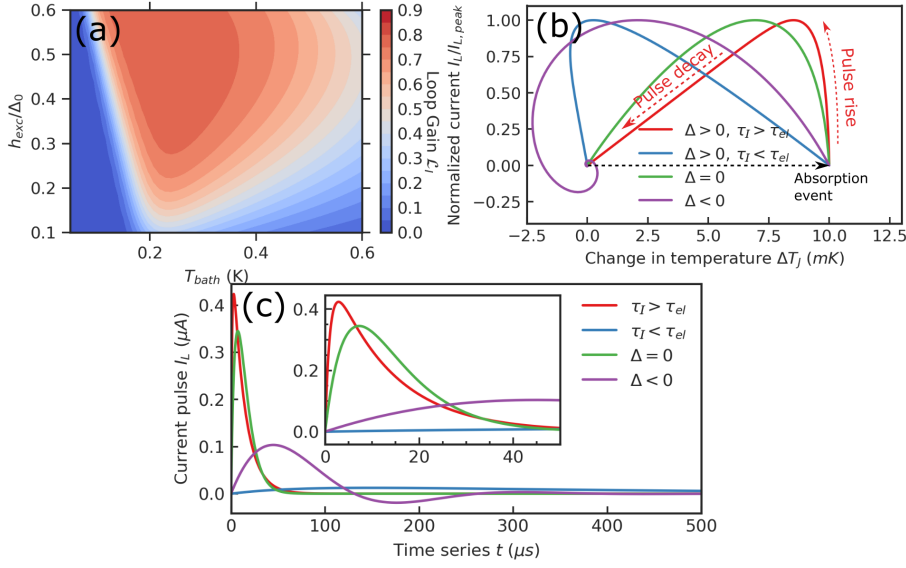 (a)
0.6
0.5
0.4
0.3
0.2
0.1
h_exc/Δ_0
0.2
0.4
0.6
T_bath (K)
0.9
0.8
0.7
0.6
0.5
0.4
0.3
0.2
0.1
0.0
Loop Gain ℒ_I
(b)
Normalized current I_L/I_{L,peak}
1.00
0.75
0.50
0.25
0.00
−0.25
−2.5
0.0
2.5
5.0
7.5
10.0
12.5
Change in temperature ΔT_J (mK)
Pulse decay
Pulse rise
Δ > 0, τ_I > τ_el
Δ > 0, τ_I < τ_el
Δ = 0
Δ < 0
Absorption
event
(c)
Current pulse I_L (μA)
0.4
0.3
0.2
0.1
0.0
0
100
200
300
400
500
Time series t (μs)
0.4
0.2
0.0
0
20
40
τ_I > τ_el
τ_I < τ_el
Δ = 0
Δ < 0